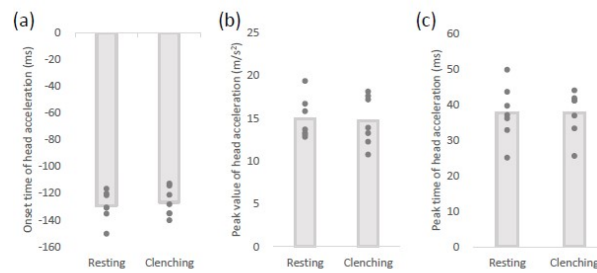 (a)
Onset time of head acceleration (ms)
0
-20
-40
-60
-80
-100
-120
-140
-160
Resting Clenching
(b)
Peak value of head acceleration (m/s²)
25
20
15
10
5
0
Resting Clenching
(c)
Peak time of head acceleration (ms)
60
50
40
30
20
10
0
Resting Clenching